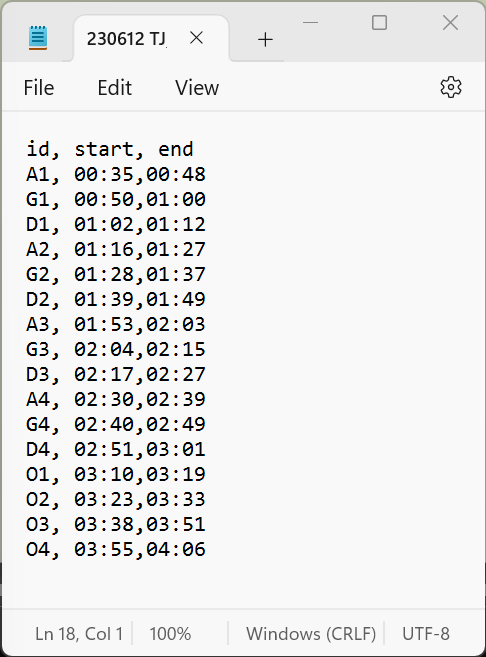 230612 TJ
File Edit View
id, start, end
A1, 00:35,00:48
G1, 00:50,01:00
D1, 01:02,01:12
A2, 01:16,01:27
G2, 01:28,01:37
D2, 01:39,01:49
A3, 01:53,02:03
G3, 02:04,02:15
D3, 02:17,02:27
A4, 02:30,02:39
G4, 02:40,02:49
D4, 02:51,03:01
O1, 03:10,03:19
O2, 03:23,03:33
O3, 03:38,03:51
O4, 03:55,04:06
Ln 18, Col 1 100% Windows (CRLF) UTF-8